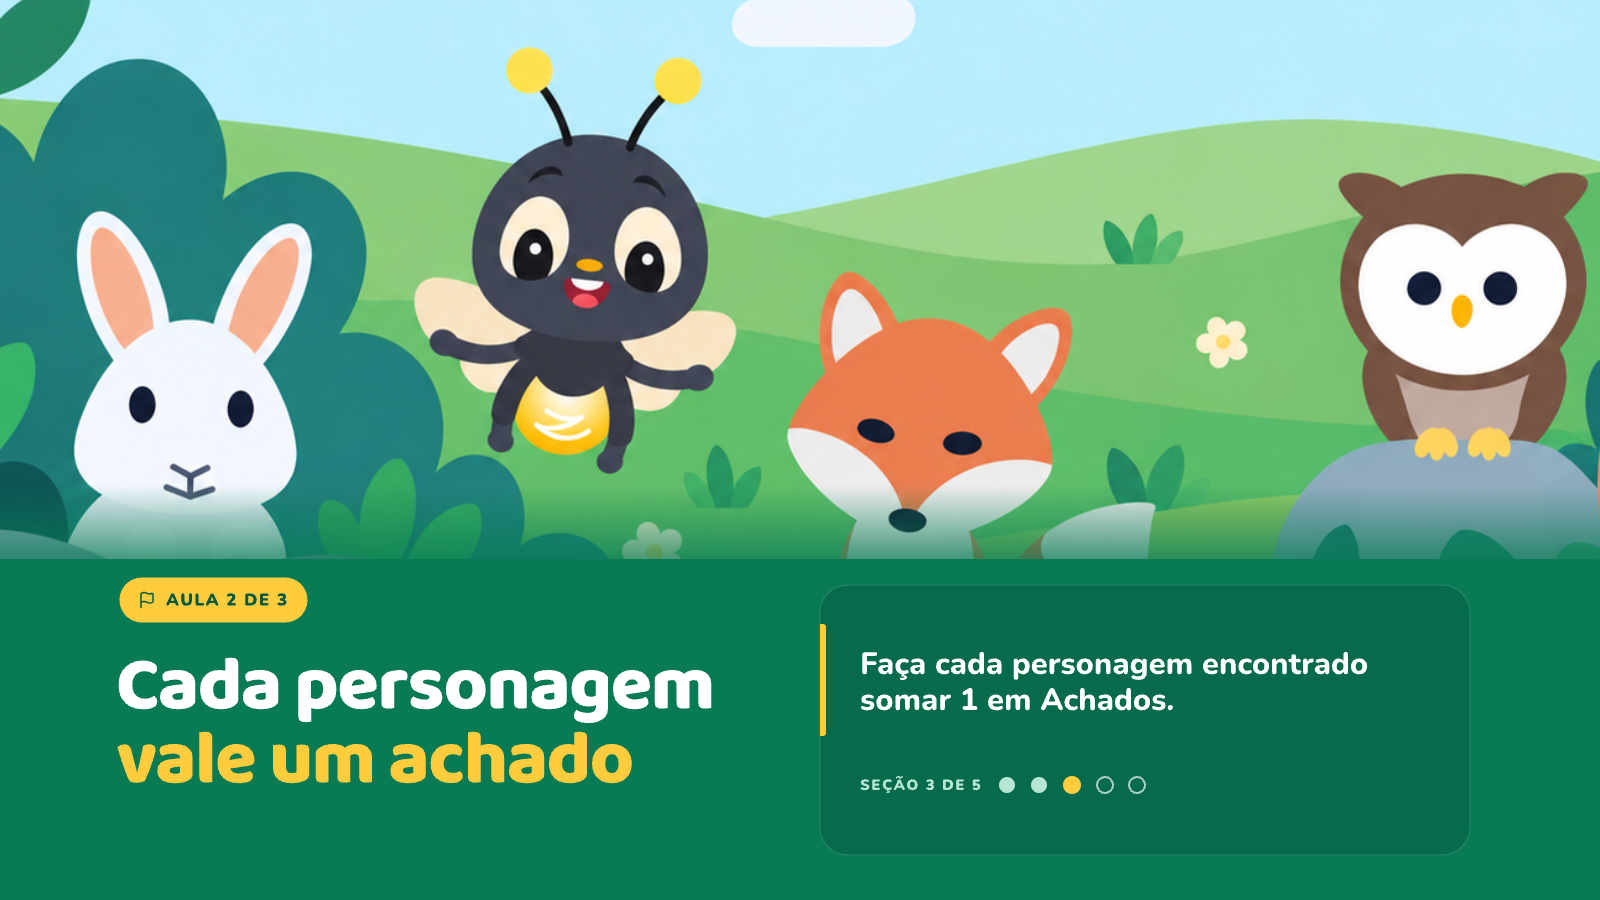 AULA 2 DE 3
Cada personagem
vale um achado
Faça cada personagem encontrado
somar 1 em Achados.
SEÇÃO 3 DE 5